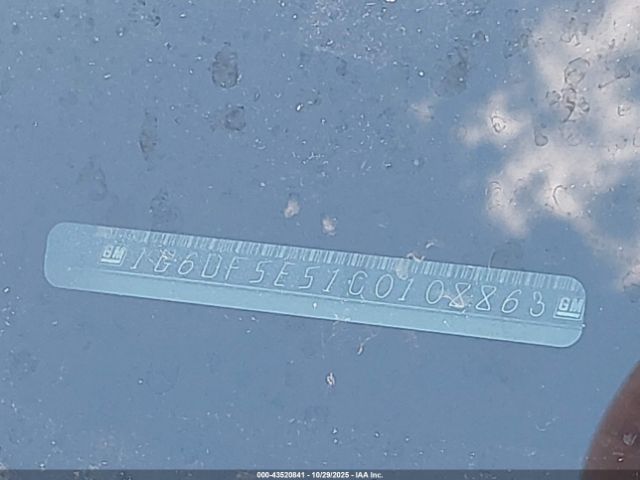 GM 1G6DF5E51C0108863 GM
000-43520841 - 10/29/2025 - IAA Inc.